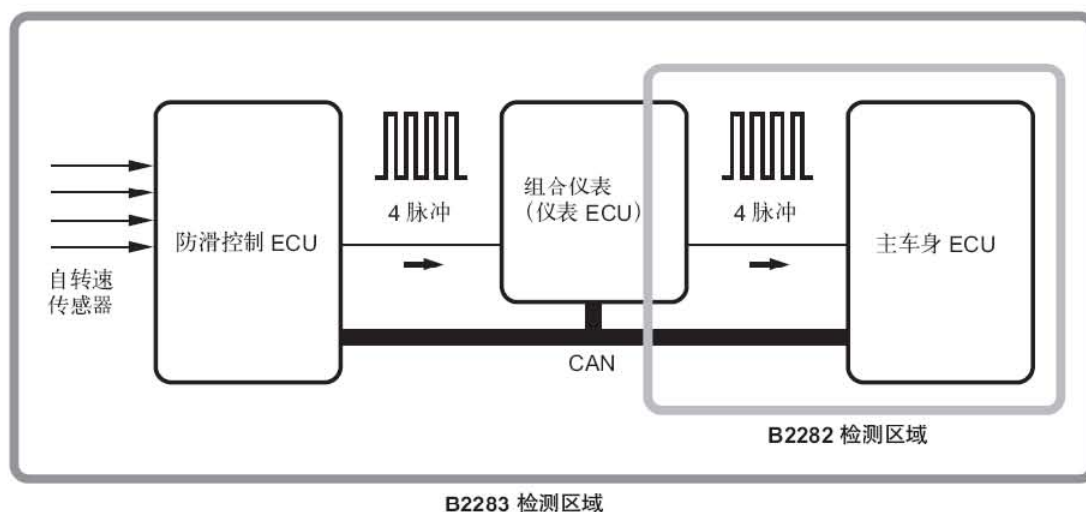 自转速
传感器
防滑控制 ECU
4 脉冲
组合仪表
（仪表 ECU）
4 脉冲
主车身 ECU
CAN
B2282 检测区域
B2283 检测区域